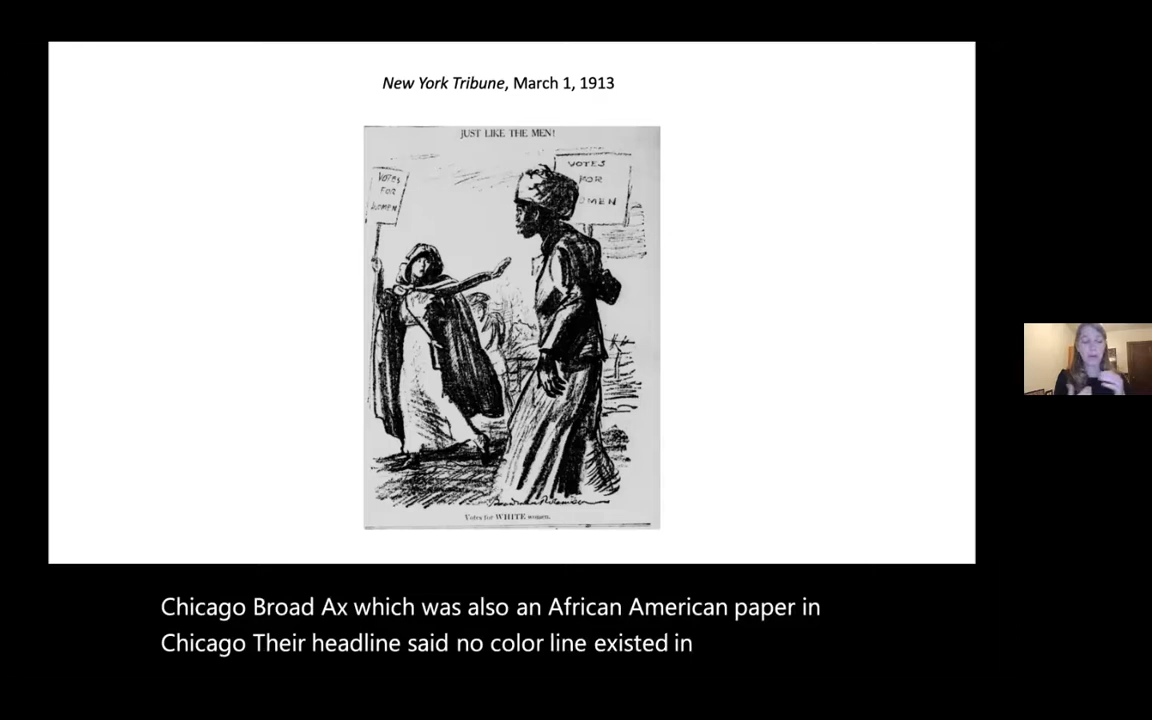 New York Tribune, March 1, 1913
JUST LIKE THE MEN!
VOTES
FOR
WOMEN
VOTES
FOR
OMEN
Votes for WHITE women.
Chicago Broad Ax which was also an African American paper in
Chicago Their headline said no color line existed in